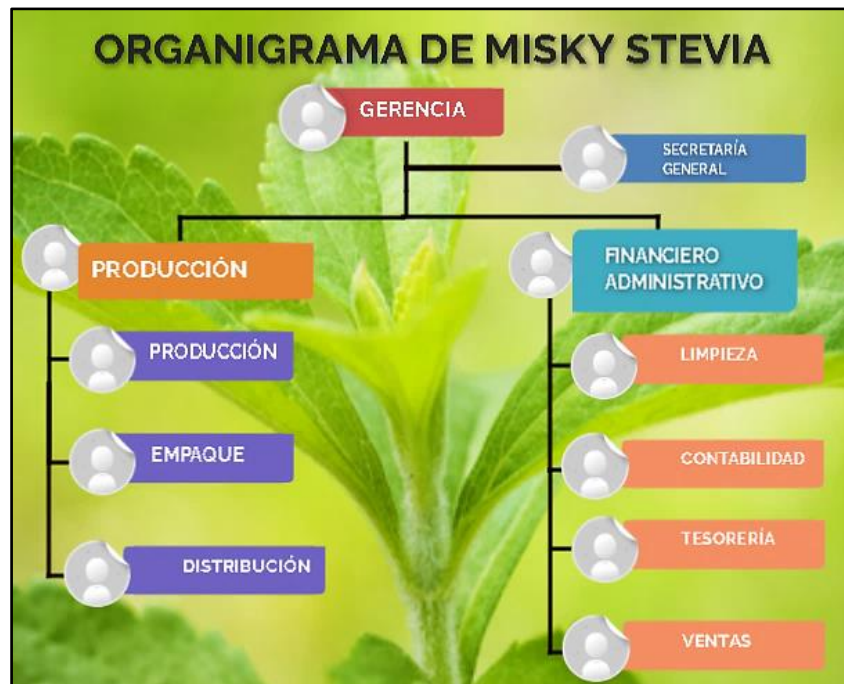 ORGANIGRAMA DE MISKY STEVIA
GERENCIA
SECRETARÍA
GENERAL
PRODUCCIÓN
FINANCIERO
ADMINISTRATIVO
PRODUCCIÓN
LIMPIEZA
EMPAQUE
CONTABILIDAD
TESORERÍA
DISTRIBUCIÓN
VENTAS